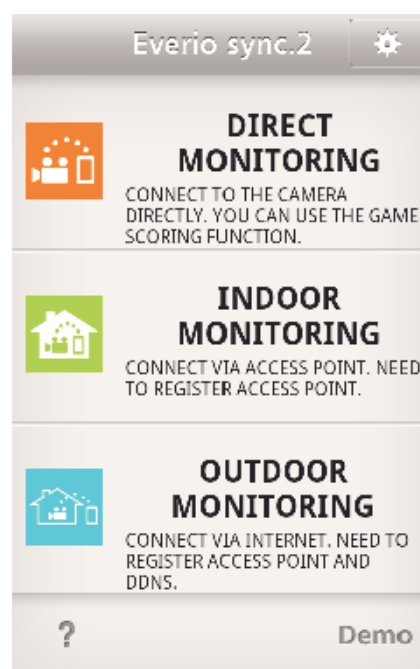 Everio sync.2
DIRECT
MONITORING
CONNECT TO THE CAMERA
DIRECTLY. YOU CAN USE THE GAME
SCORING FUNCTION.
INDOOR
MONITORING
CONNECT VIA ACCESS POINT. NEED
TO REGISTER ACCESS POINT.
OUTDOOR
MONITORING
CONNECT VIA INTERNET. NEED TO
REGISTER ACCESS POINT AND
DDNS.
? Demo